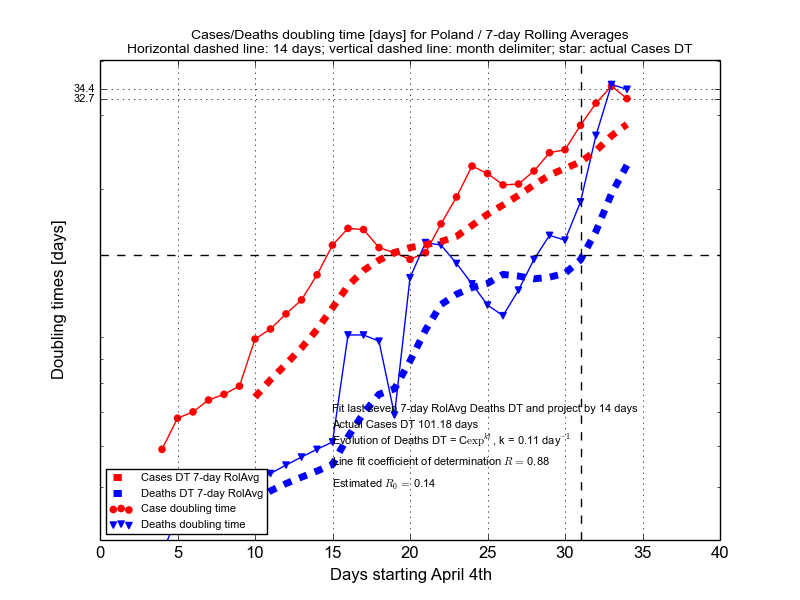 Cases/Deaths doubling time [days] for Poland / 7-day Rolling Averages
Horizontal dashed line: 14 days; vertical dashed line: month delimiter; star: actual Cases DT
34.4
32.7
Doubling times [days]
Fit last seven 7-day RolAvg Deaths DT and project by 14 days
Actual Cases DT 101.18 days
Evolution of Deaths DT = Cexp^{kt}, k = 0.11 day^{-1}
Line fit coefficient of determination R = 0.88
Estimated R_0 = 0.14
Cases DT 7-day RolAvg
Deaths DT 7-day RolAvg
Case doubling time
Deaths doubling time
0 5 10 15 20 25 30 35 40
Days starting April 4th